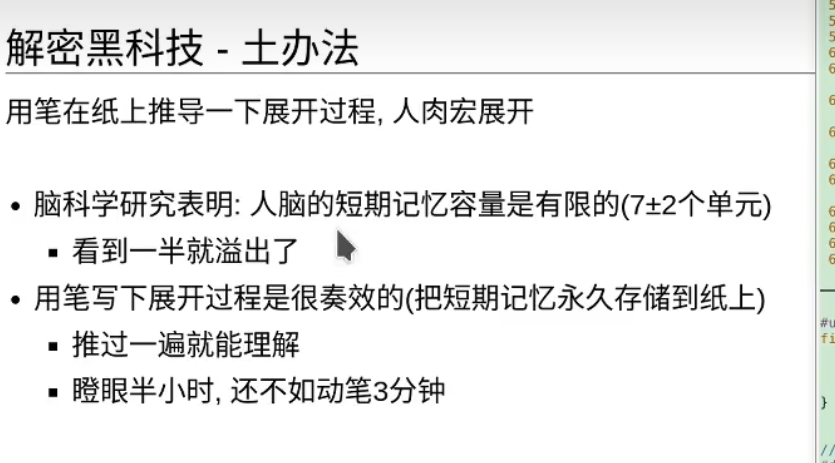 解密黑科技 - 土办法
用笔在纸上推导一下展开过程, 人肉宏展开
脑科学研究表明: 人脑的短期记忆容量是有限的(7±2个单元)
看到一半就溢出了
用笔写下展开过程是很奏效的(把短期记忆永久存储到纸上)
推过一遍就能理解
瞪眼半小时, 还不如动笔3分钟
#u
fi
}
//